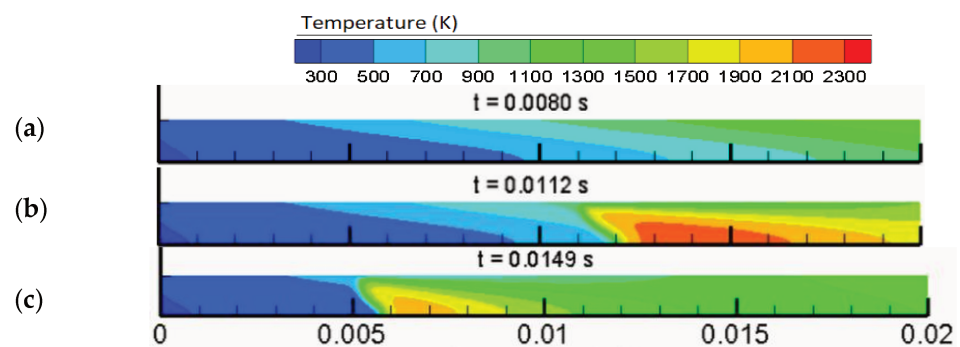 Temperature (K)
300 500 700 900 1100 1300 1500 1700 1900 2100 2300
t = 0.0080 s
(a)
t = 0.0112 s
(b)
t = 0.0149 s
(c)
0 0.005 0.01 0.015 0.02